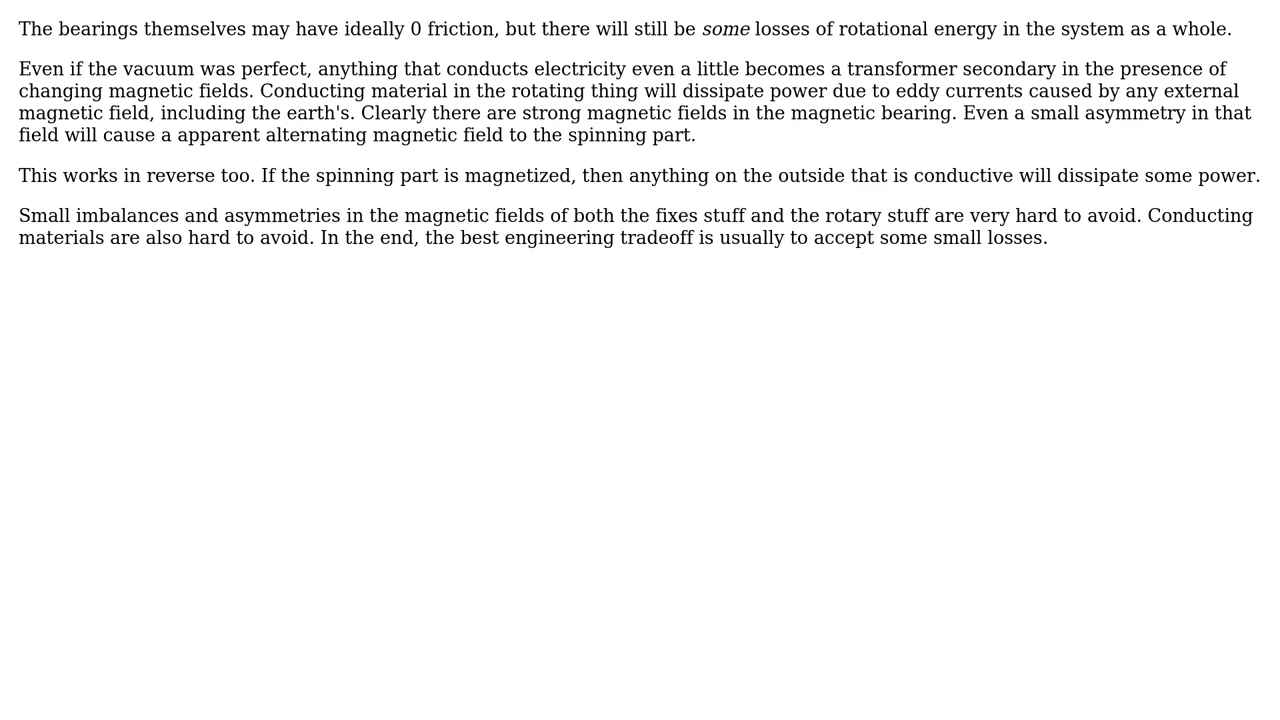 The bearings themselves may have ideally 0 friction, but there will still be some losses of rotational energy in the system as a whole.
Even if the vacuum was perfect, anything that conducts electricity even a little becomes a transformer secondary in the presence of
changing magnetic fields. Conducting material in the rotating thing will dissipate power due to eddy currents caused by any external
magnetic field, including the earth's. Clearly there are strong magnetic fields in the magnetic bearing. Even a small asymmetry in that
field will cause a apparent alternating magnetic field to the spinning part.
This works in reverse too. If the spinning part is magnetized, then anything on the outside that is conductive will dissipate some power.
Small imbalances and asymmetries in the magnetic fields of both the fixes stuff and the rotary stuff are very hard to avoid. Conducting
materials are also hard to avoid. In the end, the best engineering tradeoff is usually to accept some small losses.